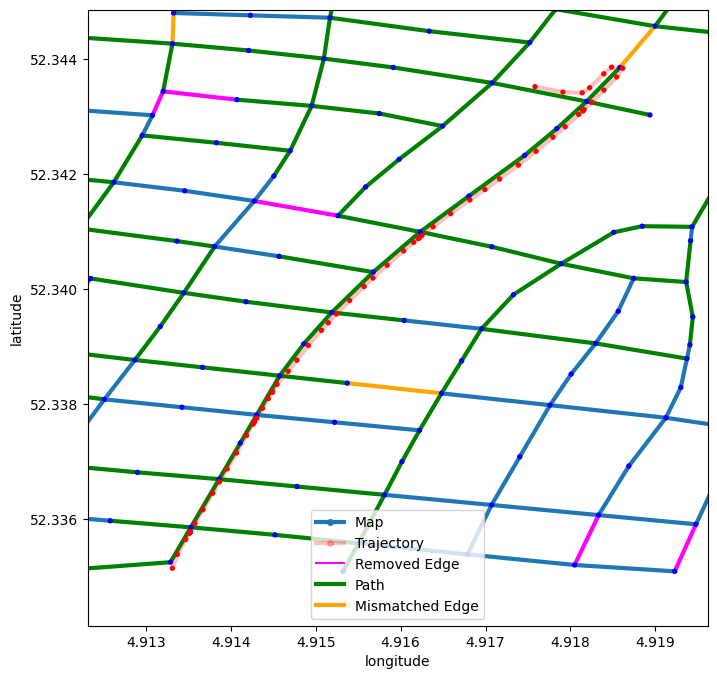 52.344
52.342
52.340
52.338
52.336
latitude
4.913 4.914 4.915 4.916 4.917 4.918 4.919
longitude
Map
Trajectory
Removed Edge
Path
Mismatched Edge